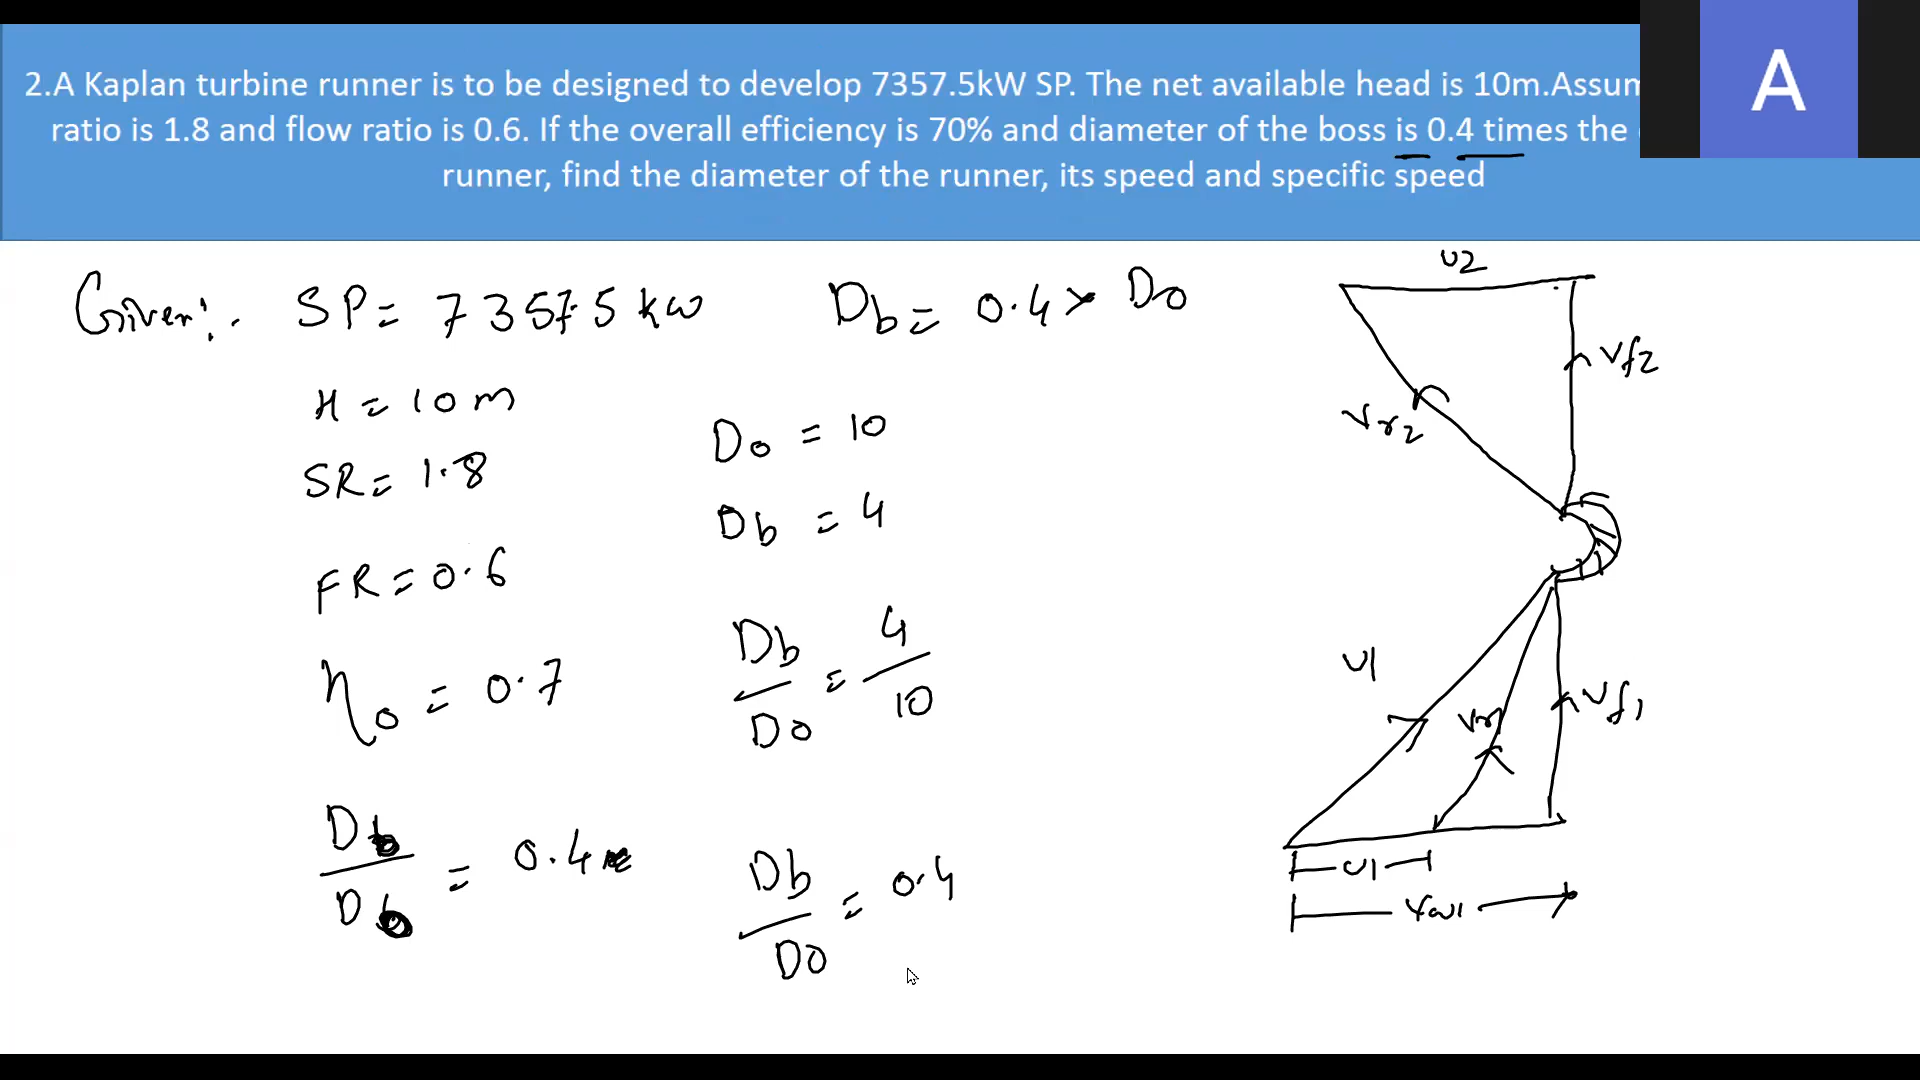 2.A Kaplan turbine runner is to be designed to develop 7357.5kW SP. The net available head is 10m.Assum
ratio is 1.8 and flow ratio is 0.6. If the overall efficiency is 70% and diameter of the boss is 0.4 times the
runner, find the diameter of the runner, its speed and specific speed
A
Given:. SP = 7357.5 kW
H = 10 m
SR = 1.8
FR = 0.6
η₀ = 0.7
Db/Do = 0.4
Db = 0.4 × Do
Do = 10
Db = 4
Db/Do = 4/10
Db/Do = 0.4
U2
Vf2
Vr2
V1
Vr1
Vf1
U1
Vw1